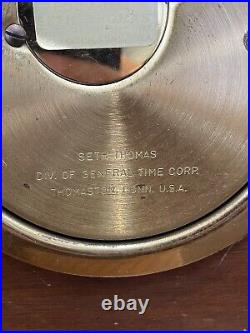 SETH THOMAS
DIV. OF GENERAL TIME CORP.
THOMASTON, CONN. U.S.A.